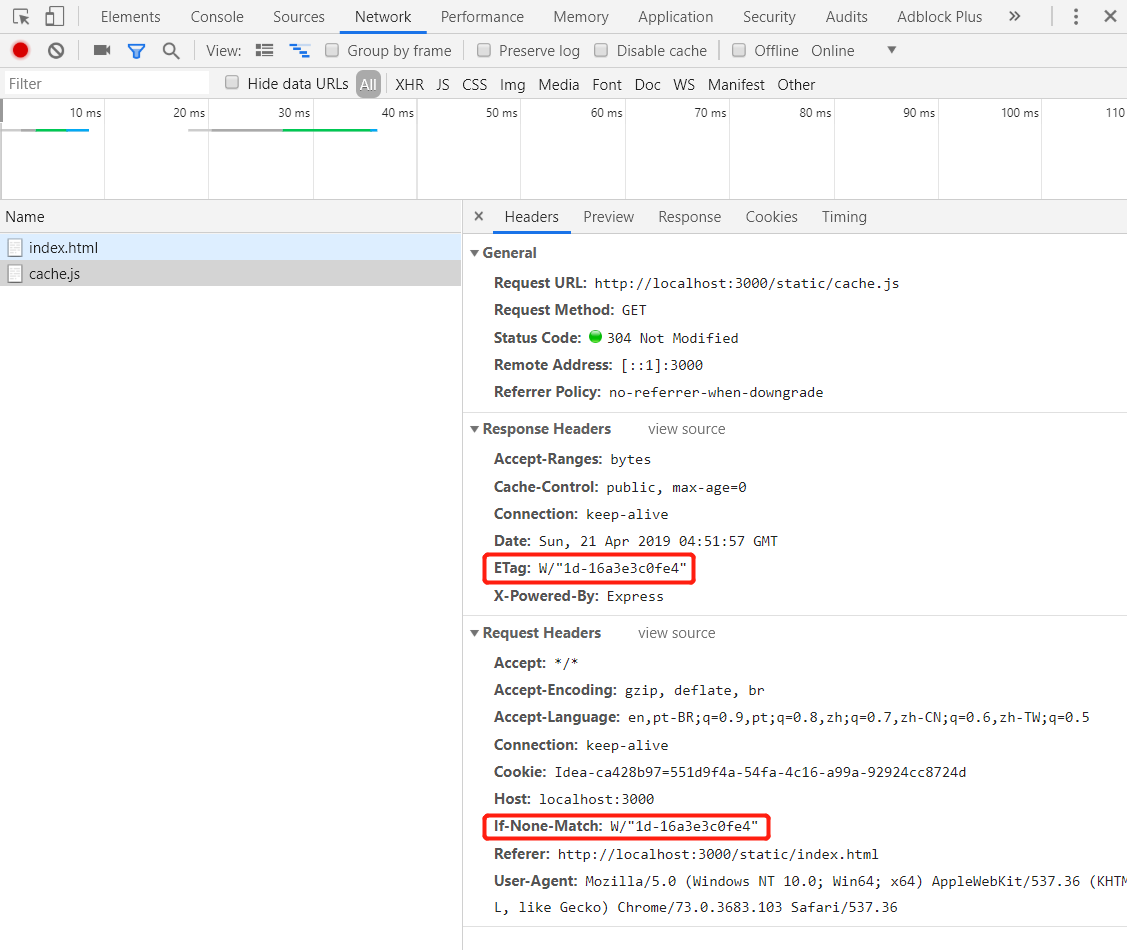 Elements Console Sources Network Performance Memory Application Security Audits Adblock Plus »
View: Group by frame Preserve log Disable cache Offline Online
Filter Hide data URLs All XHR JS CSS Img Media Font Doc WS Manifest Other
10 ms 20 ms 30 ms 40 ms 50 ms 60 ms 70 ms 80 ms 90 ms 100 ms 110
Name
index.html
cache.js
× Headers Preview Response Cookies Timing
General
Request URL: http://localhost:3000/static/cache.js
Request Method: GET
Status Code: 304 Not Modified
Remote Address: [::1]:3000
Referrer Policy: no-referrer-when-downgrade
Response Headers view source
Accept-Ranges: bytes
Cache-Control: public, max-age=0
Connection: keep-alive
Date: Sun, 21 Apr 2019 04:51:57 GMT
ETag: W/"1d-16a3e3c0fe4"
X-Powered-By: Express
Request Headers view source
Accept: */*
Accept-Encoding: gzip, deflate, br
Accept-Language: en,pt-BR;q=0.9,pt;q=0.8,zh;q=0.7,zh-CN;q=0.6,zh-TW;q=0.5
Connection: keep-alive
Cookie: Idea-ca428b97=551d9f4a-54fa-4c16-a99a-92924cc8724d
Host: localhost:3000
If-None-Match: W/"1d-16a3e3c0fe4"
Referer: http://localhost:3000/static/index.html
User-Agent: Mozilla/5.0 (Windows NT 10.0; Win64; x64) AppleWebKit/537.36 (KHTM
L, like Gecko) Chrome/73.0.3683.103 Safari/537.36